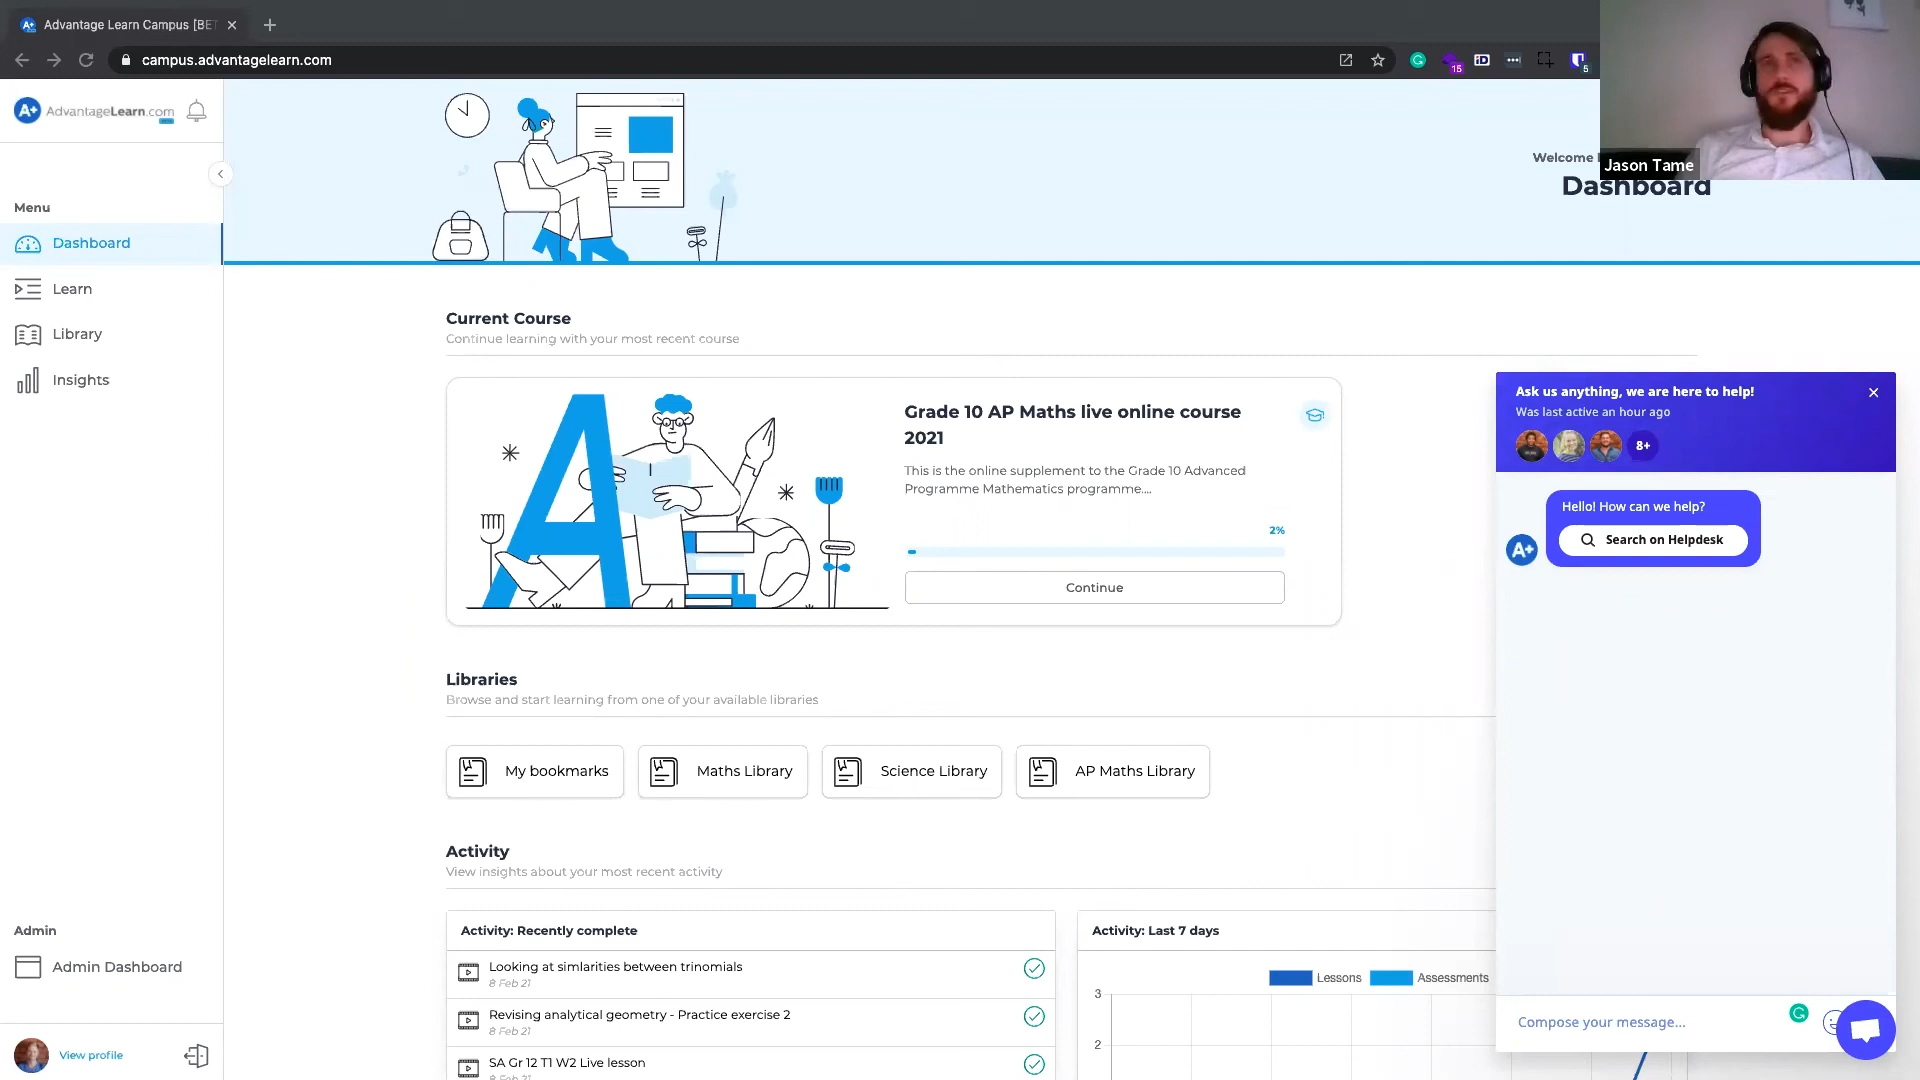 Advantage Learn Campus [BET
campus.advantagelearn.com
15
iD
5
A+ AdvantageLearn.com
Menu
Dashboard
Learn
Library
Insights
Admin
Admin Dashboard
View profile
Welcome
Dashboard
Jason Tame
Current Course
Continue learning with your most recent course
Grade 10 AP Maths live online course
2021
This is the online supplement to the Grade 10 Advanced
Programme Mathematics programme....
2%
Continue
Libraries
Browse and start learning from one of your available libraries
My bookmarks
Maths Library
Science Library
AP Maths Library
Activity
View insights about your most recent activity
Activity: Recently complete
Looking at simlarities between trinomials
8 Feb 21
Revising analytical geometry - Practice exercise 2
8 Feb 21
SA Gr 12 T1 W2 Live lesson
8 Feb 21
Activity: Last 7 days
Lessons
Assessments
3
2
Ask us anything, we are here to help!
Was last active an hour ago
8+
Hello! How can we help?
Search on Helpdesk
A+
Compose your message...